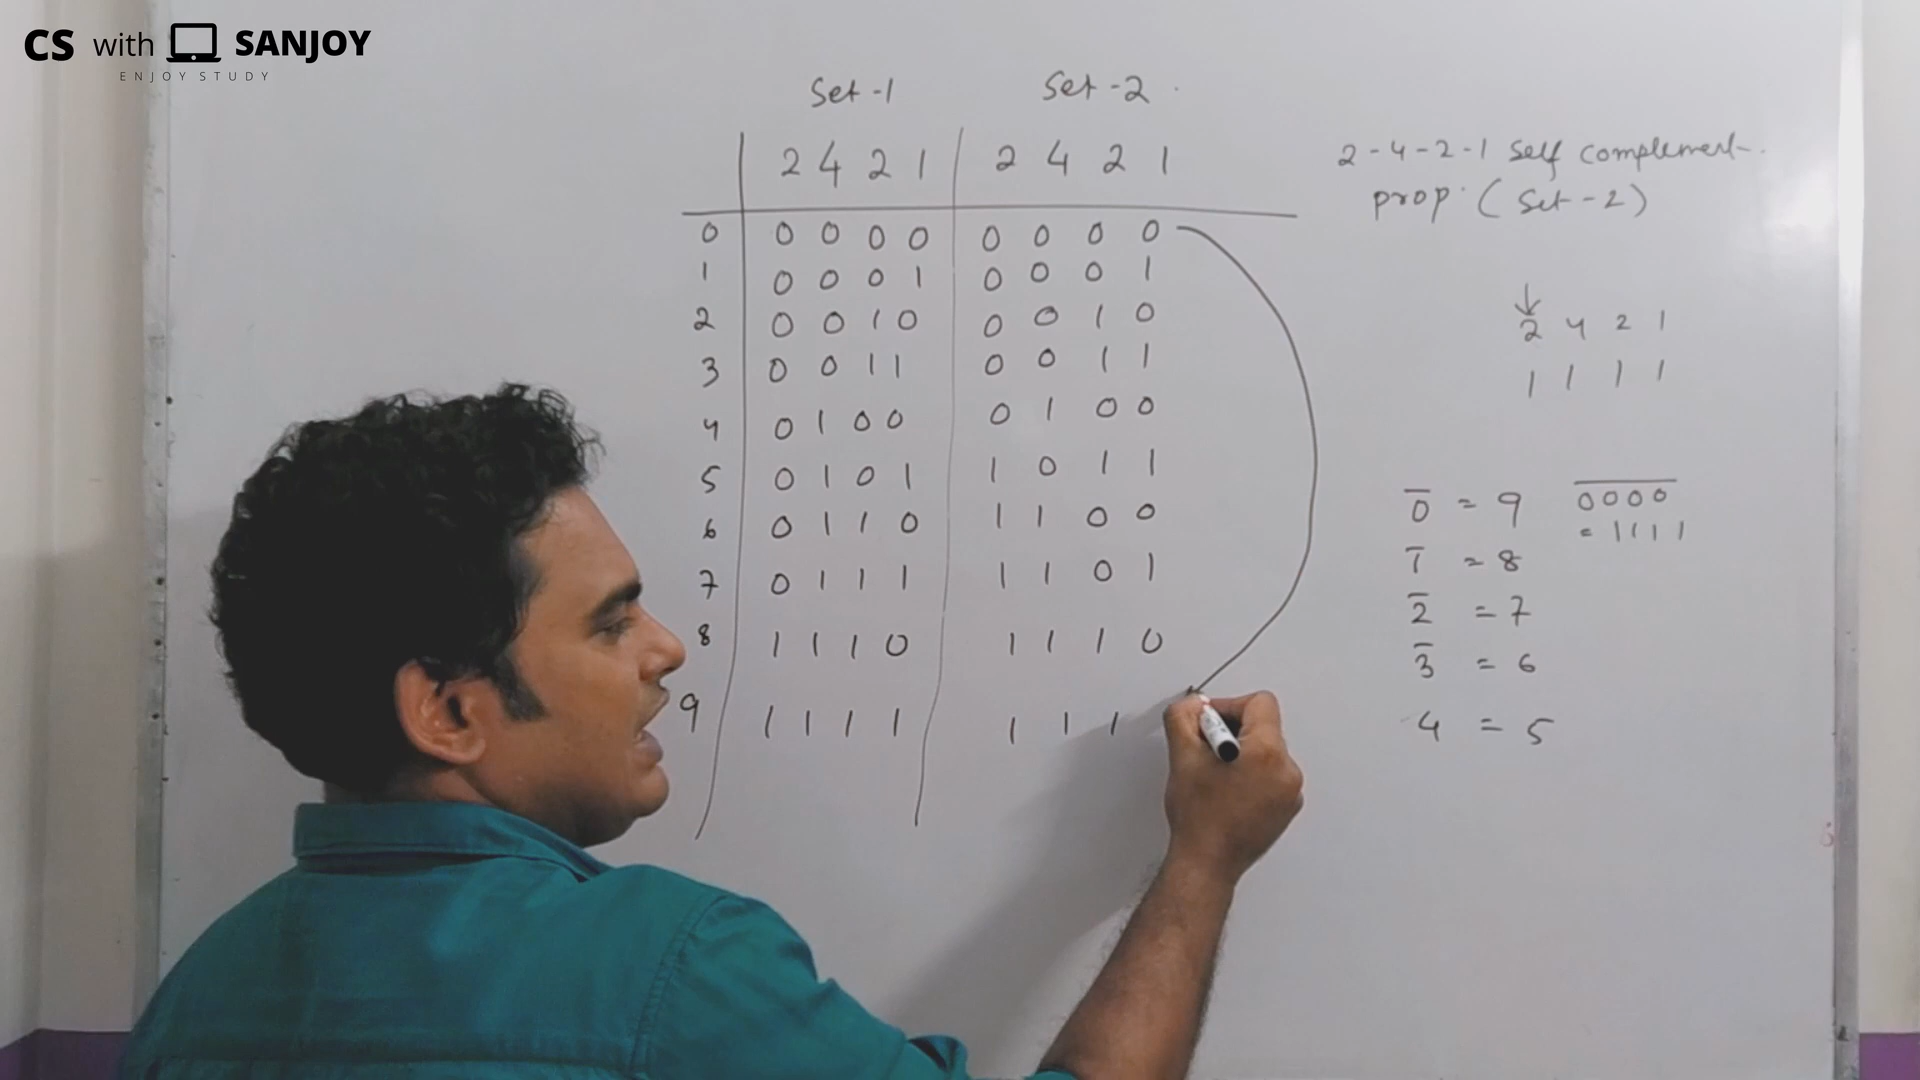 CS with SANJOY
ENJOY STUDY
Set-1 Set-2
2 4 2 1 2 4 2 1
0 0 0 0 0 0 0 0 0
1 0 0 0 1 0 0 0 1
2 0 0 1 0 0 0 1 0
3 0 0 1 1 0 0 1 1
4 0 1 0 0 0 1 0 0
5 0 1 0 1 1 0 1 1
6 0 1 1 0 1 1 0 0
7 0 1 1 1 1 1 0 1
8 1 1 1 0 1 1 1 0
9 1 1 1 1 1 1 1
2-4-2-1 Self complement
prop. (Set-2)
2 4 2 1
1 1 1 1
0̅ = 9 0̅0̅0̅0̅
= 1111
1̅ = 8
2̅ = 7
3̅ = 6
4 = 5